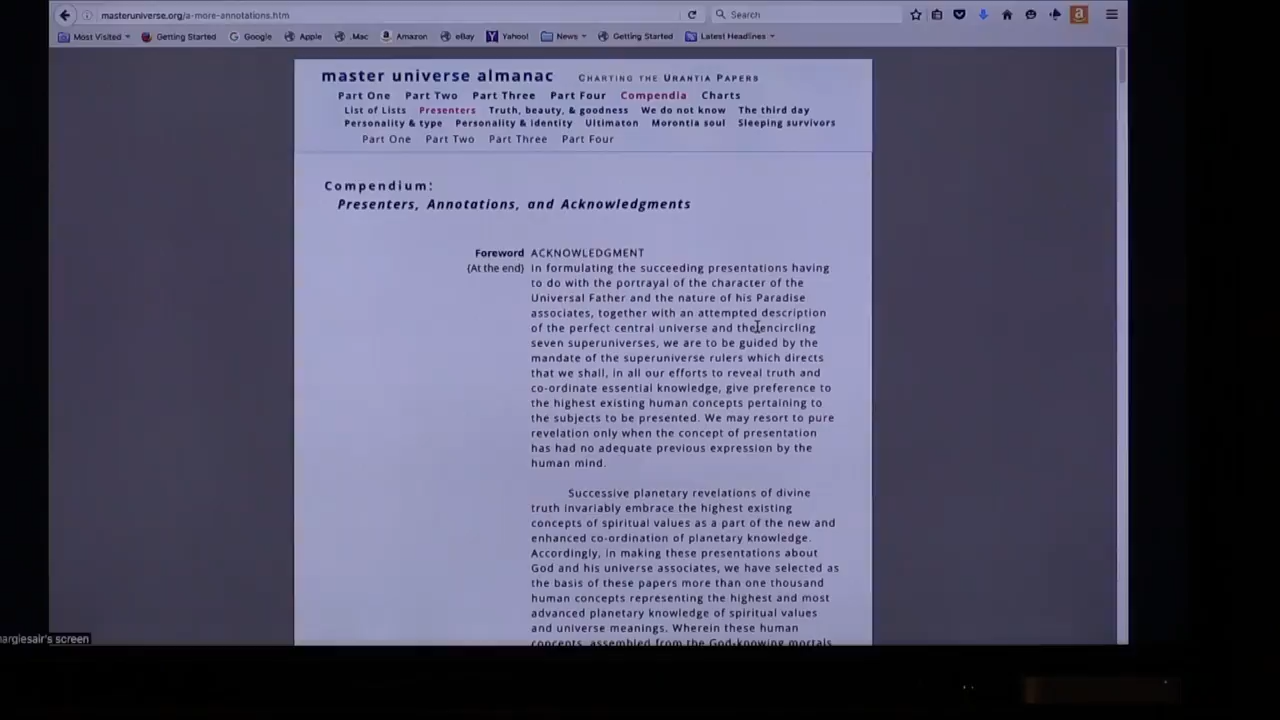 masteruniverse.org/a-more-annotations.htm
Search
Most Visited
Getting Started
Google
Apple
.Mac
Amazon
eBay
Yahoo!
News
Getting Started
Latest Headlines
master universe almanac CHARTING THE URANTIA PAPERS
Part One Part Two Part Three Part Four Compendia Charts
List of Lists Presenters Truth, beauty, & goodness We do not know The third day
Personality & type Personality & identity Ultimaton Morontia soul Sleeping survivors
Part One Part Two Part Three Part Four
Compendium:
Presenters, Annotations, and Acknowledgments
Foreword ACKNOWLEDGMENT
(At the end) In formulating the succeeding presentations having
to do with the portrayal of the character of the
Universal Father and the nature of his Paradise
associates, together with an attempted description
of the perfect central universe and the encircling
seven superuniverses, we are to be guided by the
mandate of the superuniverse rulers which directs
that we shall, in all our efforts to reveal truth and
co-ordinate essential knowledge, give preference to
the highest existing human concepts pertaining to
the subjects to be presented. We may resort to pure
revelation only when the concept of presentation
has had no adequate previous expression by the
human mind.
Successive planetary revelations of divine
truth invariably embrace the highest existing
concepts of spiritual values as a part of the new and
enhanced co-ordination of planetary knowledge.
Accordingly, in making these presentations about
God and his universe associates, we have selected as
the basis of these papers more than one thousand
human concepts representing the highest and most
advanced planetary knowledge of spiritual values
and universe meanings. Wherein these human
concepts, assembled from the God-knowing mortals
argiesair's screen